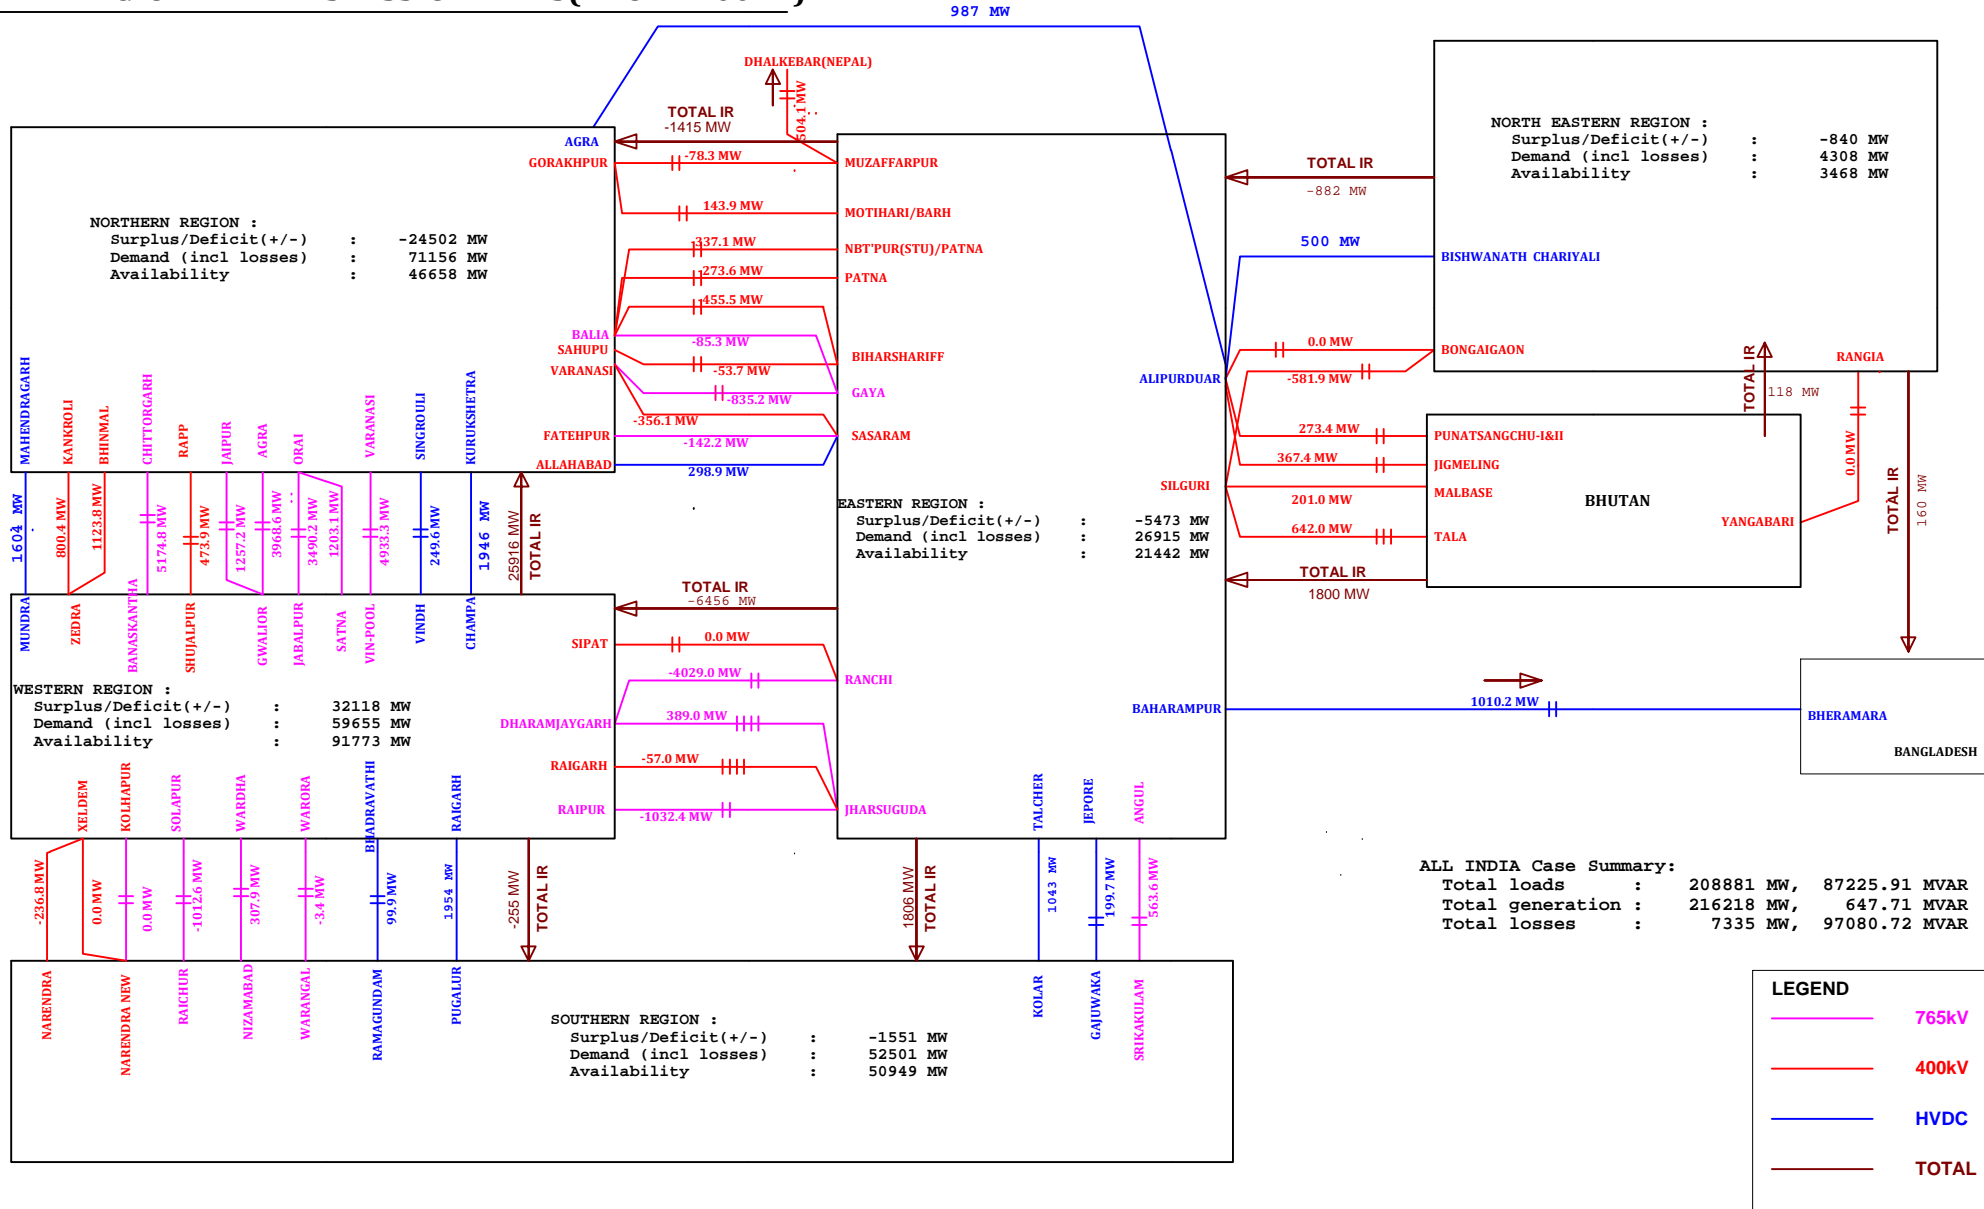 987 MW
DHALKEBAR(NEPAL)
504.1 MW
TOTAL IR
-1415 MW
AGRA
GORAKHPUR
-78.3 MW
MUZAFFARPUR
143.9 MW
MOTIHARI/BARH
-337.1 MW
NBT'PUR(STU)/PATNA
-273.6 MW
PATNA
-455.5 MW
BALIA
-85.3 MW
SAHUPU
BIHARSHARIFF
VARANASI
-53.7 MW
-835.2 MW
GAYA
-356.1 MW
FATEHPUR
-142.2 MW
SASARAM
ALLAHABAD
298.9 MW
NORTHERN REGION :
Surplus/Deficit(+/-) : -24502 MW
Demand (incl losses) : 71156 MW
Availability : 46658 MW
MAHENDRAGARH
KANKROLI
BHINMAL
CHITTORGARH
RAPP
JAIPUR
AGRA
ORAI
VARANASI
SINGROULI
KURUKSHETRA
1604 MW
800.4 MW
1123.8 MW
5174.8 MW
473.9 MW
1257.2 MW
3968.6 MW
3490.2 MW
1203.1 MW
4933.3 MW
249.6 MW
1946 MW
25916 MW
TOTAL IR
MUNDRA
ZEDRA
BANASKANTHA
SHUJALPUR
GWALIOR
JABALPUR
SATNA
VIN-POOL
VINDH
CHAMPA
NORTH EASTERN REGION :
Surplus/Deficit(+/-) : -840 MW
Demand (incl losses) : 4308 MW
Availability : 3468 MW
TOTAL IR
-882 MW
500 MW
BISHWANATH CHARIYALI
0.0 MW
BONGAIGAON
RANGIA
ALIPURDUAR
-581.9 MW
TOTAL IR
118 MW
273.4 MW
PUNATSANGCHU-I&II
367.4 MW
JIGMELING
SILGURI
MALBASE
201.0 MW
BHUTAN
642.0 MW
TALA
YANGABARI
0.0 MW
TOTAL IR
160 MW
TOTAL IR
1800 MW
EASTERN REGION :
Surplus/Deficit(+/-) : -5473 MW
Demand (incl losses) : 26915 MW
Availability : 21442 MW
TOTAL IR
-6456 MW
SIPAT
0.0 MW
-4029.0 MW
RANCHI
DHARAMJAYGARH
389.0 MW
RAIGARH
-57.0 MW
RAIPUR
-1032.4 MW
JHARSUGUDA
WESTERN REGION :
Surplus/Deficit(+/-) : 32118 MW
Demand (incl losses) : 59655 MW
Availability : 91773 MW
BAHARAMPUR
1010.2 MW
BHERAMARA
BANGLADESH
XELDEM
KOLHAPUR
SOLAPUR
WARDHA
WARORA
BHADRAVATHI
RAIGARH
TALCHER
JEPORE
ANGUL
-236.8 MW
0.0 MW
0.0 MW
-1012.6 MW
307.9 MW
-3.4 MW
99.9 MW
1954 MW
-255 MW
TOTAL IR
1806 MW
TOTAL IR
1043 MW
199.7 MW
563.6 MW
NARENDRA
NARENDRA NEW
RAICHUR
NIZAMABAD
WARANGAL
RAMAGUNDAM
PUGALUR
KOLAR
GAJUWAKA
SRIKAKULAM
SOUTHERN REGION :
Surplus/Deficit(+/-) : -1551 MW
Demand (incl losses) : 52501 MW
Availability : 50949 MW
ALL INDIA Case Summary:
Total loads : 208881 MW, 87225.91 MVAR
Total generation : 216218 MW, 647.71 MVAR
Total losses : 7335 MW, 97080.72 MVAR
LEGEND
765kV
400kV
HVDC
TOTAL